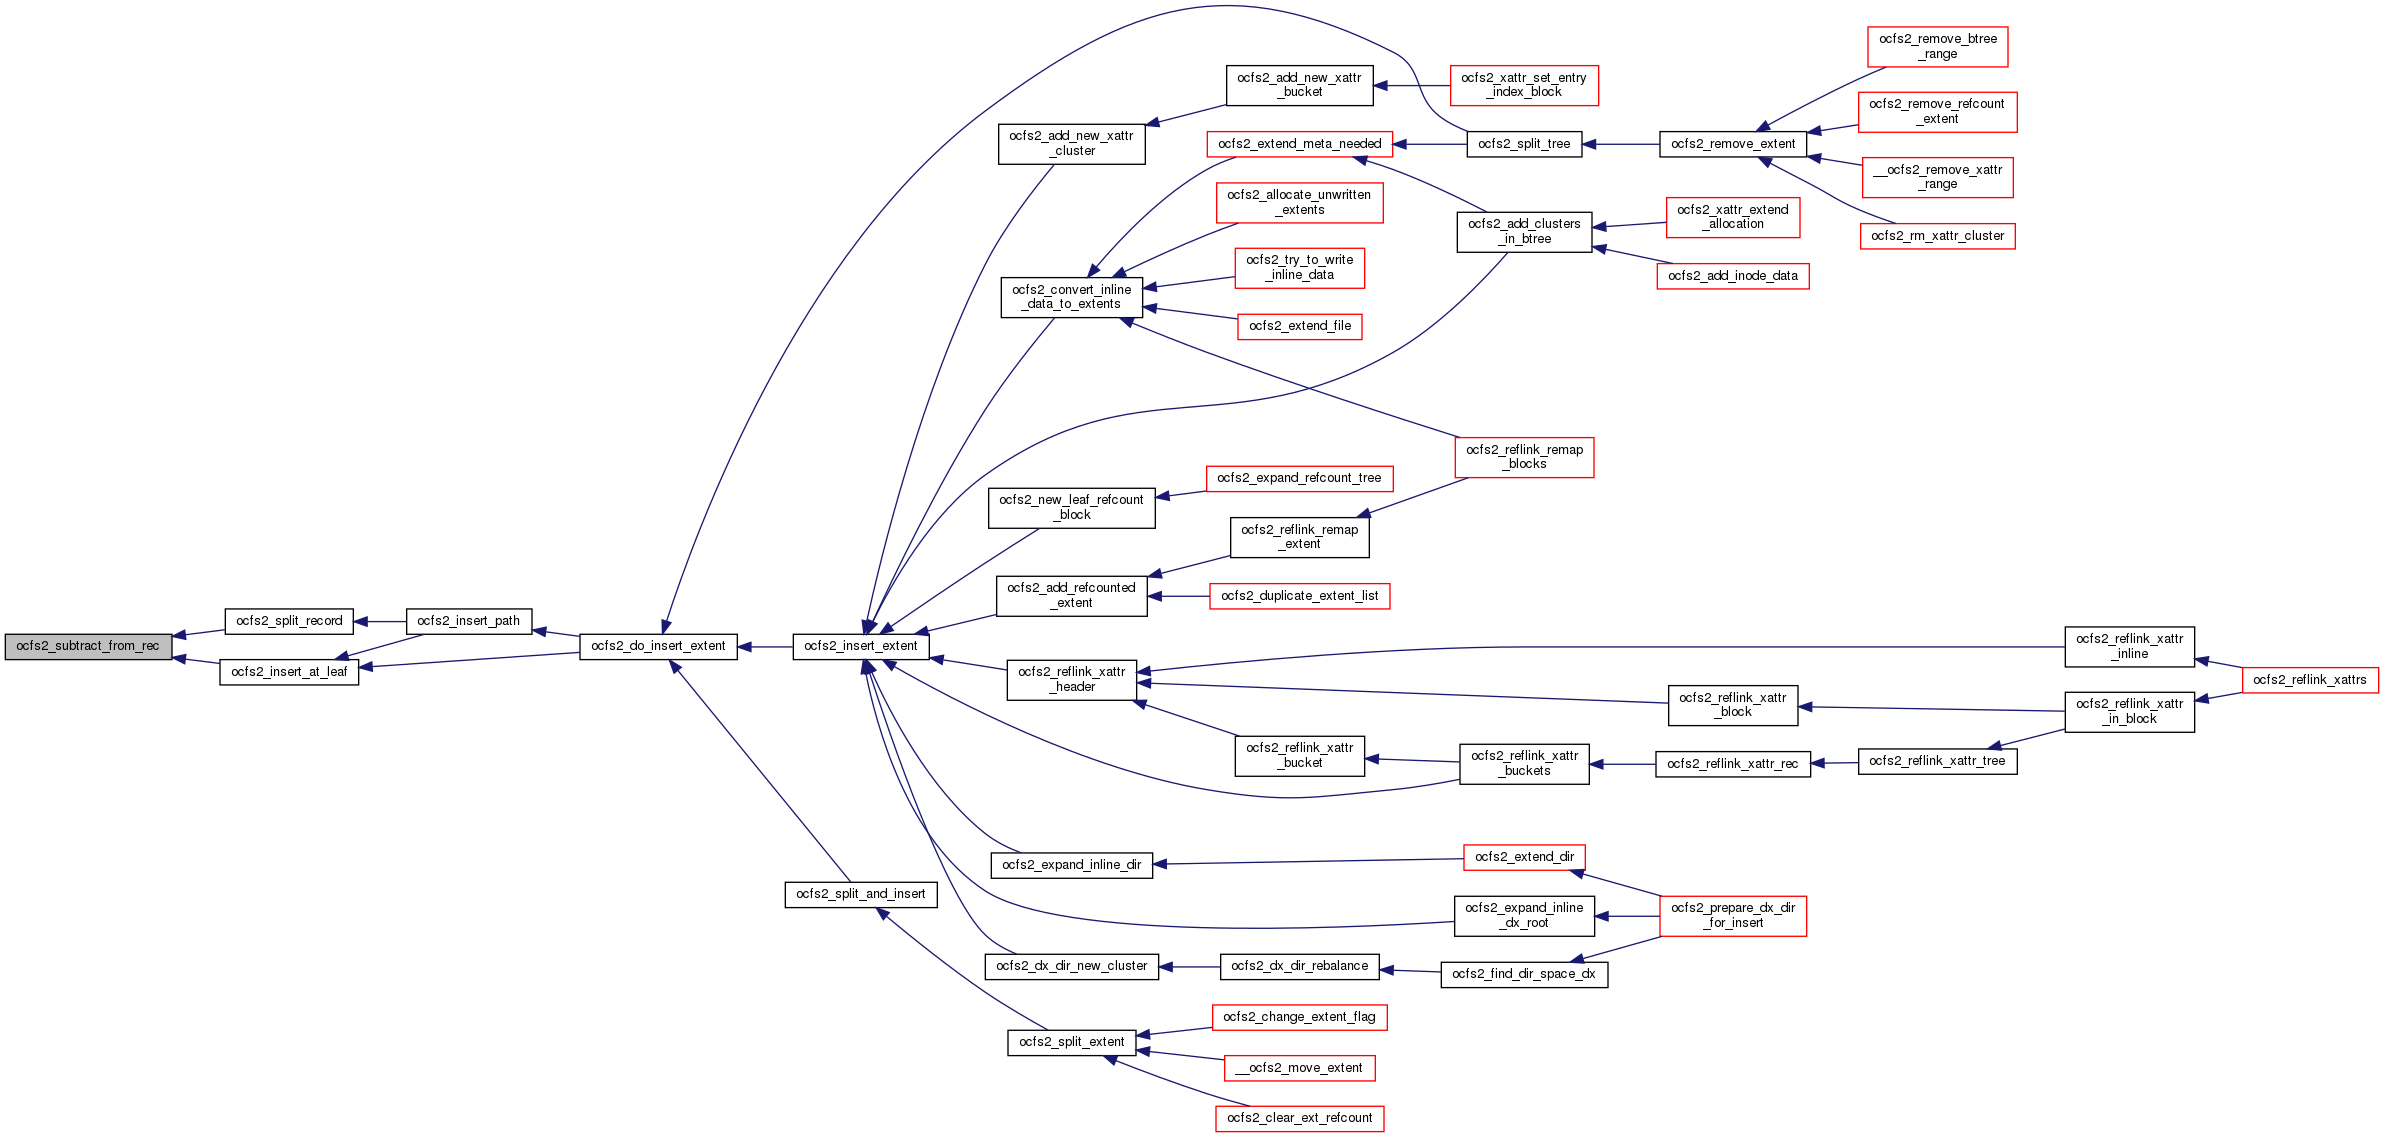 ocfs2_subtract_from_rec
ocfs2_split_record
ocfs2_insert_at_leaf
ocfs2_insert_path
ocfs2_do_insert_extent
ocfs2_insert_extent
ocfs2_split_and_insert
ocfs2_add_new_xattr
_cluster
ocfs2_convert_inline
_data_to_extents
ocfs2_new_leaf_refcount
_block
ocfs2_add_refcounted
_extent
ocfs2_reflink_xattr
_header
ocfs2_expand_inline_dir
ocfs2_dx_dir_new_cluster
ocfs2_split_extent
ocfs2_add_new_xattr
_bucket
ocfs2_extend_meta_needed
ocfs2_allocate_unwritten
_extents
ocfs2_try_to_write
_inline_data
ocfs2_extend_file
ocfs2_expand_refcount_tree
ocfs2_reflink_remap
_extent
ocfs2_duplicate_extent_list
ocfs2_reflink_xattr
_bucket
ocfs2_dx_dir_rebalance
ocfs2_change_extent_flag
__ocfs2_move_extent
ocfs2_clear_ext_refcount
ocfs2_xattr_set_entry
_index_block
ocfs2_split_tree
ocfs2_add_clusters
_in_btree
ocfs2_reflink_remap
_blocks
ocfs2_reflink_xattr
_buckets
ocfs2_extend_dir
ocfs2_expand_inline
_dx_root
ocfs2_find_dir_space_dx
ocfs2_remove_extent
ocfs2_xattr_extend
_allocation
ocfs2_add_inode_data
ocfs2_reflink_xattr
_block
ocfs2_reflink_xattr_rec
ocfs2_prepare_dx_dir
_for_insert
ocfs2_remove_btree
_range
ocfs2_remove_refcount
_extent
__ocfs2_remove_xattr
_range
ocfs2_rm_xattr_cluster
ocfs2_reflink_xattr_tree
ocfs2_reflink_xattr
_inline
ocfs2_reflink_xattr
_in_block
ocfs2_reflink_xattrs